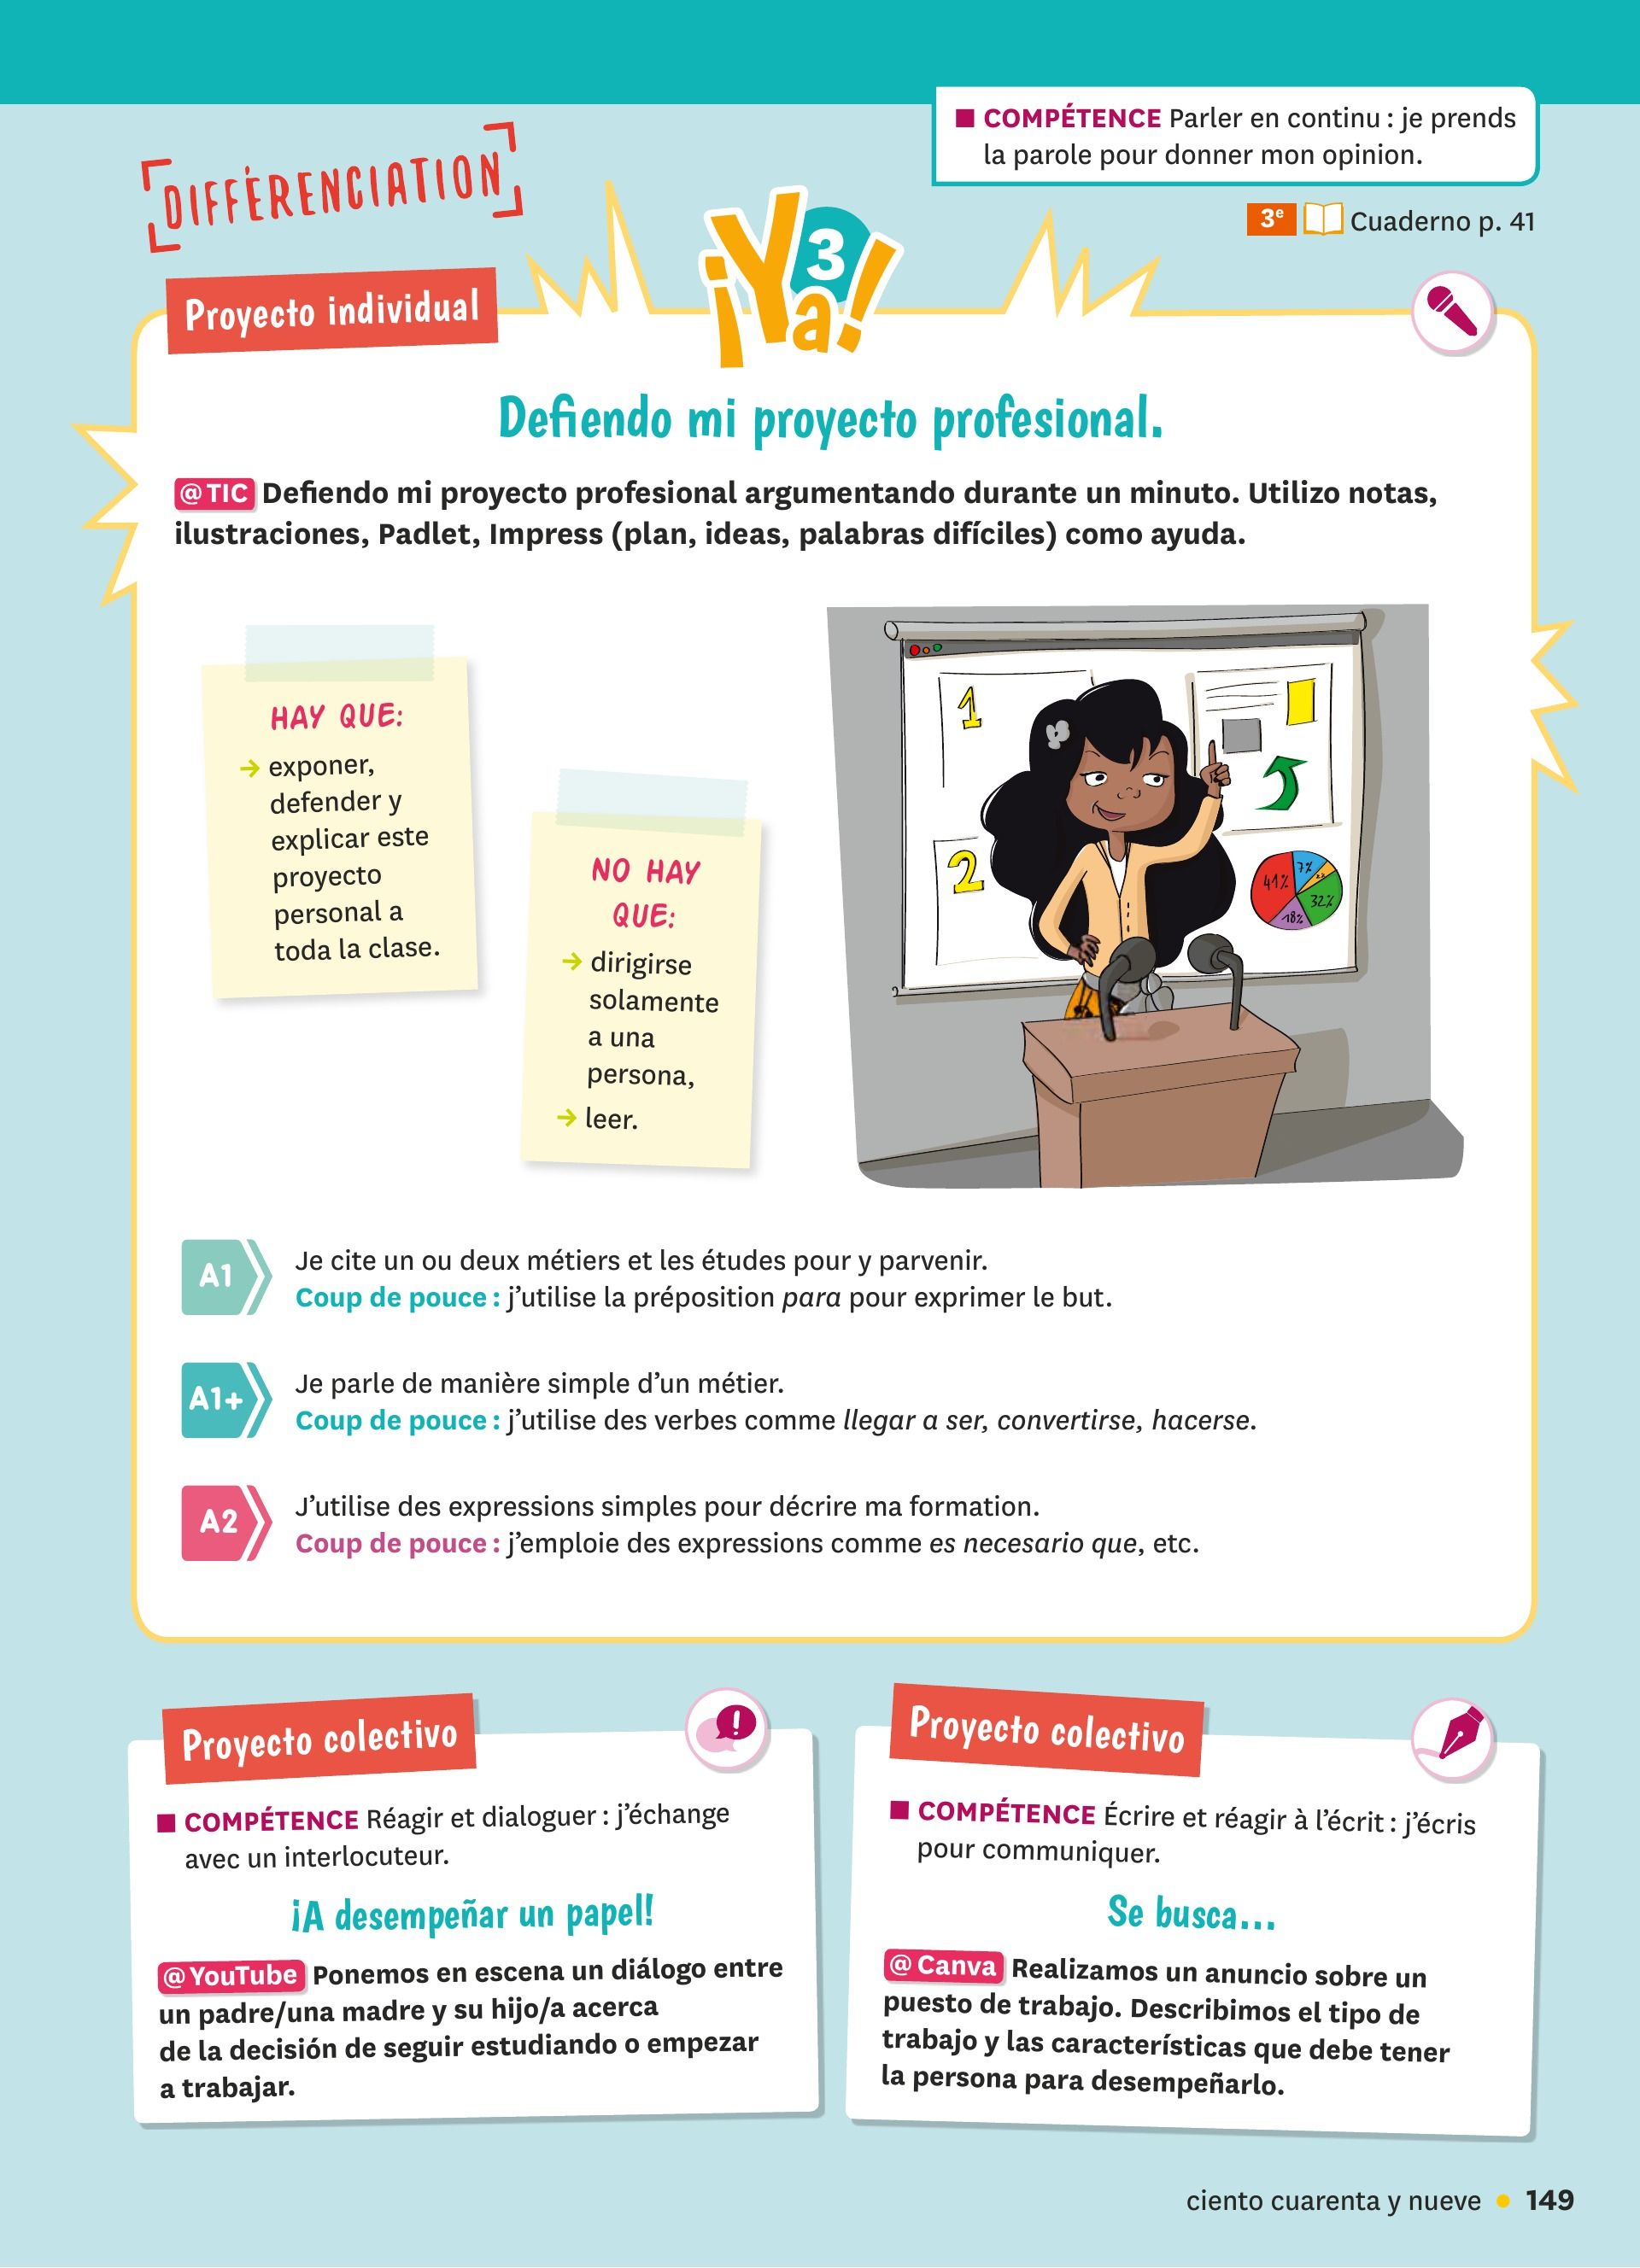 COMPÉTENCE Parler en continu : je prends
la parole pour donner mon opinion.
DIFFÉRENCIATION
3e Cuaderno p. 41
¡Ya! 3
Proyecto individual
Defiendo mi proyecto profesional.
@TIC Defiendo mi proyecto profesional argumentando durante un minuto. Utilizo notas,
ilustraciones, Padlet, Impress (plan, ideas, palabras difíciles) como ayuda.
HAY QUE:
→ exponer,
defender y
explicar este
proyecto
personal a
toda la clase.
NO HAY
QUE:
→ dirigirse
solamente
a una
persona,
→ leer.
1
2
41%
7%
32%
18%
A1
Je cite un ou deux métiers et les études pour y parvenir.
Coup de pouce : j'utilise la préposition para pour exprimer le but.
A1+
Je parle de manière simple d'un métier.
Coup de pouce : j'utilise des verbes comme llegar a ser, convertirse, hacerse.
A2
J'utilise des expressions simples pour décrire ma formation.
Coup de pouce : j'emploie des expressions comme es necesario que, etc.
Proyecto colectivo
COMPÉTENCE Réagir et dialoguer : j'échange
avec un interlocuteur.
¡A desempeñar un papel!
@YouTube Ponemos en escena un diálogo entre
un padre/una madre y su hijo/a acerca
de la decisión de seguir estudiando o empezar
a trabajar.
Proyecto colectivo
COMPÉTENCE Écrire et réagir à l'écrit : j'écris
pour communiquer.
Se busca...
@Canva Realizamos un anuncio sobre un
puesto de trabajo. Describimos el tipo de
trabajo y las características que debe tener
la persona para desempeñarlo.
ciento cuarenta y nueve • 149